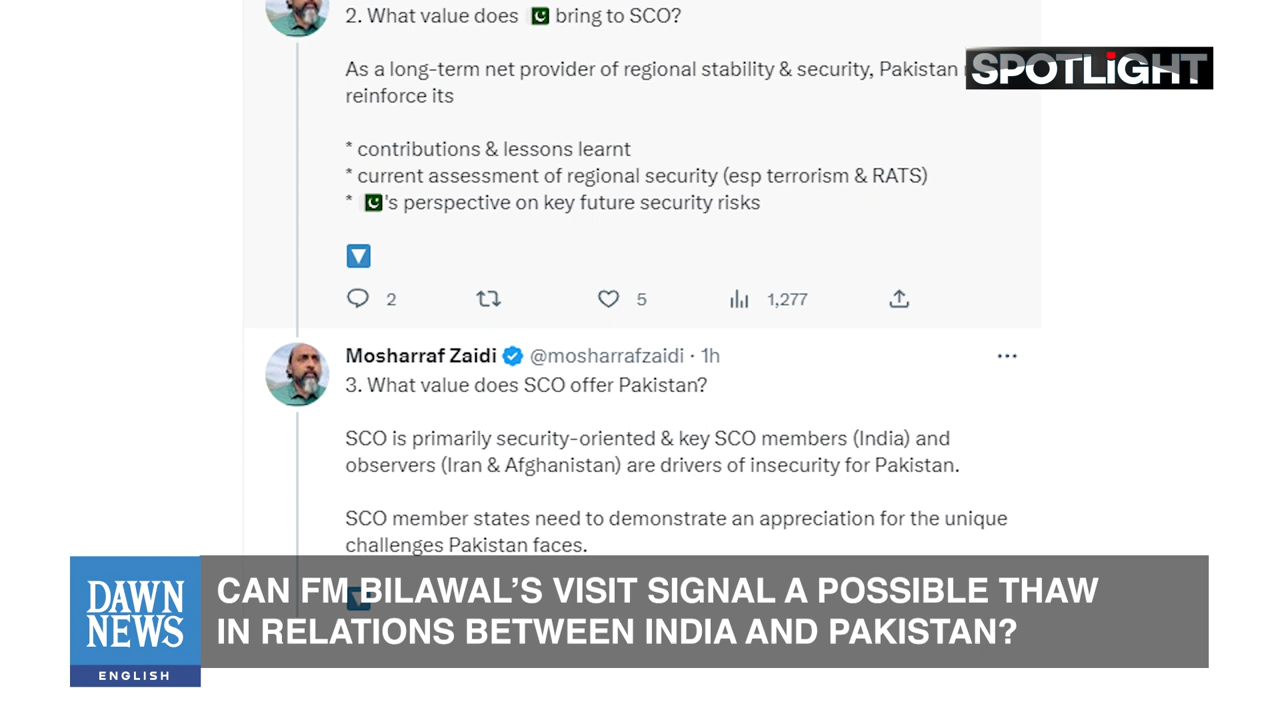 2. What value does 🇵🇰 bring to SCO?
As a long-term net provider of regional stability & security, Pakistan
reinforce its
* contributions & lessons learnt
* current assessment of regional security (esp terrorism & RATS)
* 🇵🇰's perspective on key future security risks
2 5 1,277
SPOTLiGHT
Mosharraf Zaidi @mosharrafzaidi · 1h
3. What value does SCO offer Pakistan?
SCO is primarily security-oriented & key SCO members (India) and
observers (Iran & Afghanistan) are drivers of insecurity for Pakistan.
SCO member states need to demonstrate an appreciation for the unique
challenges Pakistan faces.
DAWN
NEWS
ENGLISH
CAN FM BILAWAL’S VISIT SIGNAL A POSSIBLE THAW
IN RELATIONS BETWEEN INDIA AND PAKISTAN?